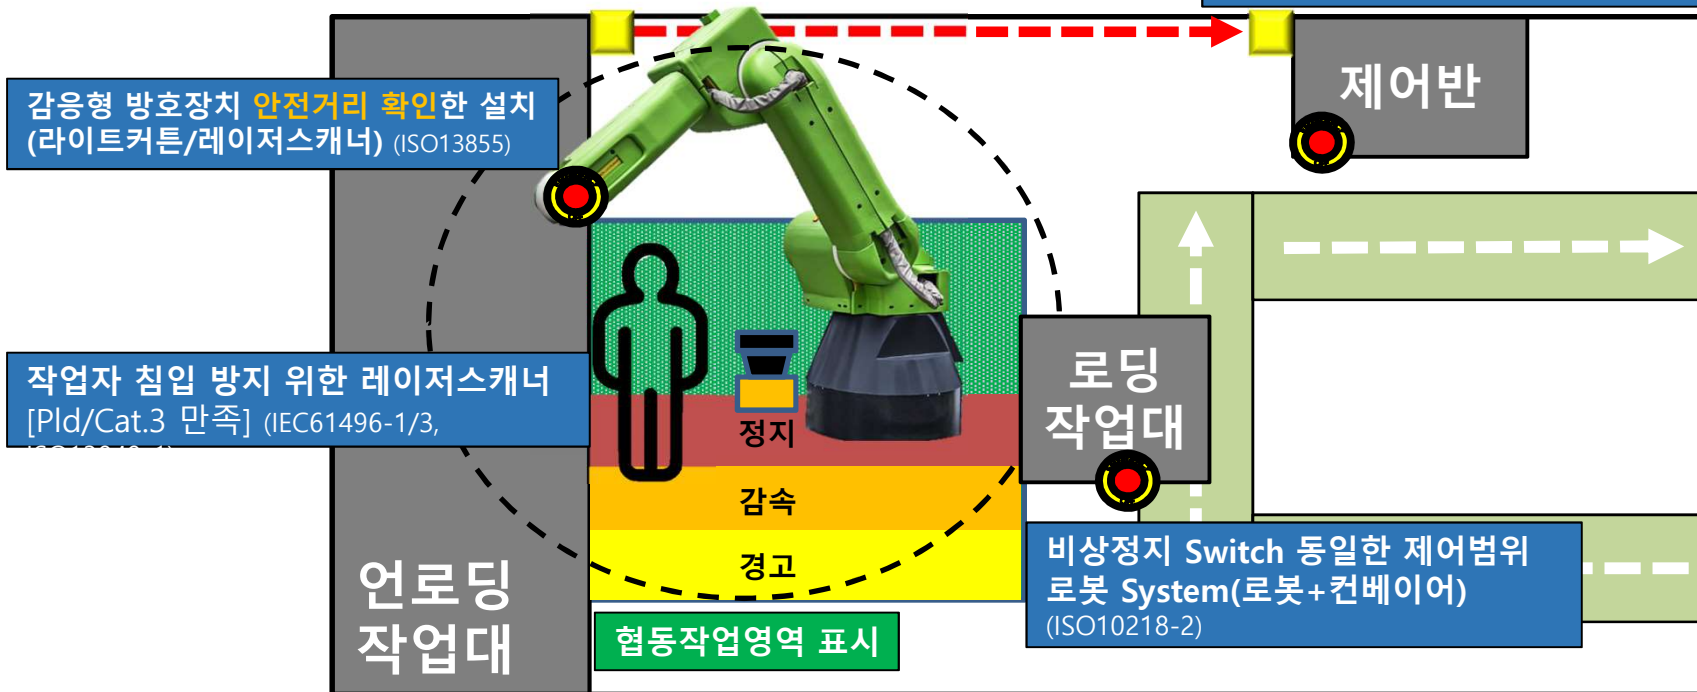 제어반
감응형 방호장치 안전거리 확인한 설치
(라이트커튼/레이저스캐너) (ISO13855)
작업자 침입 방지 위한 레이저스캐너
[Pld/Cat.3 만족] (IEC61496-1/3,
로딩
작업대
정지
감속
경고
언로딩
작업대
협동작업영역 표시
비상정지 Switch 동일한 제어범위
로봇 System(로봇+컨베이어)
(ISO10218-2)